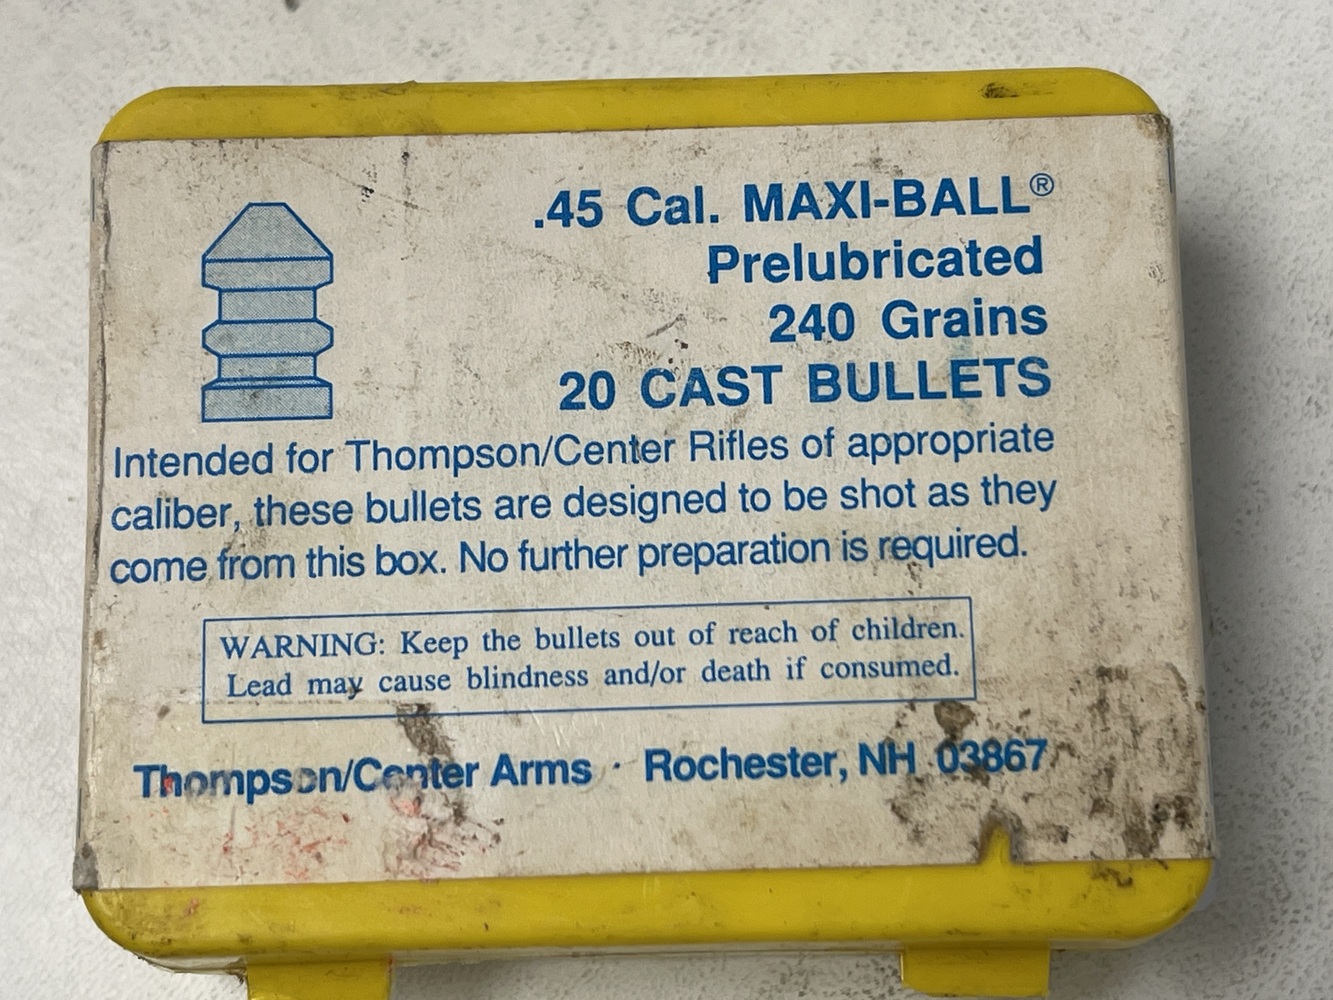 .45 Cal. MAXI-BALL®
Prelubricated
240 Grains
20 CAST BULLETS
Intended for Thompson/Center Rifles of appropriate
caliber, these bullets are designed to be shot as they
come from this box. No further preparation is required.
WARNING: Keep the bullets out of reach of children.
Lead may cause blindness and/or death if consumed.
Thompson/Center Arms · Rochester, NH 03867